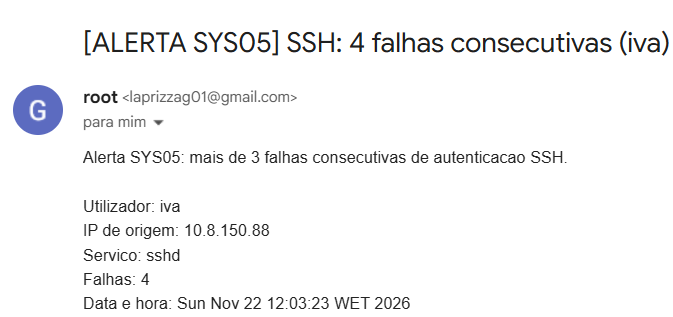 [ALERTA SYS05] SSH: 4 falhas consecutivas (iva)
G
root <laprizzag01@gmail.com>
para mim
Alerta SYS05: mais de 3 falhas consecutivas de autenticacao SSH.
Utilizador: iva
IP de origem: 10.8.150.88
Servico: sshd
Falhas: 4
Data e hora: Sun Nov 22 12:03:23 WET 2026